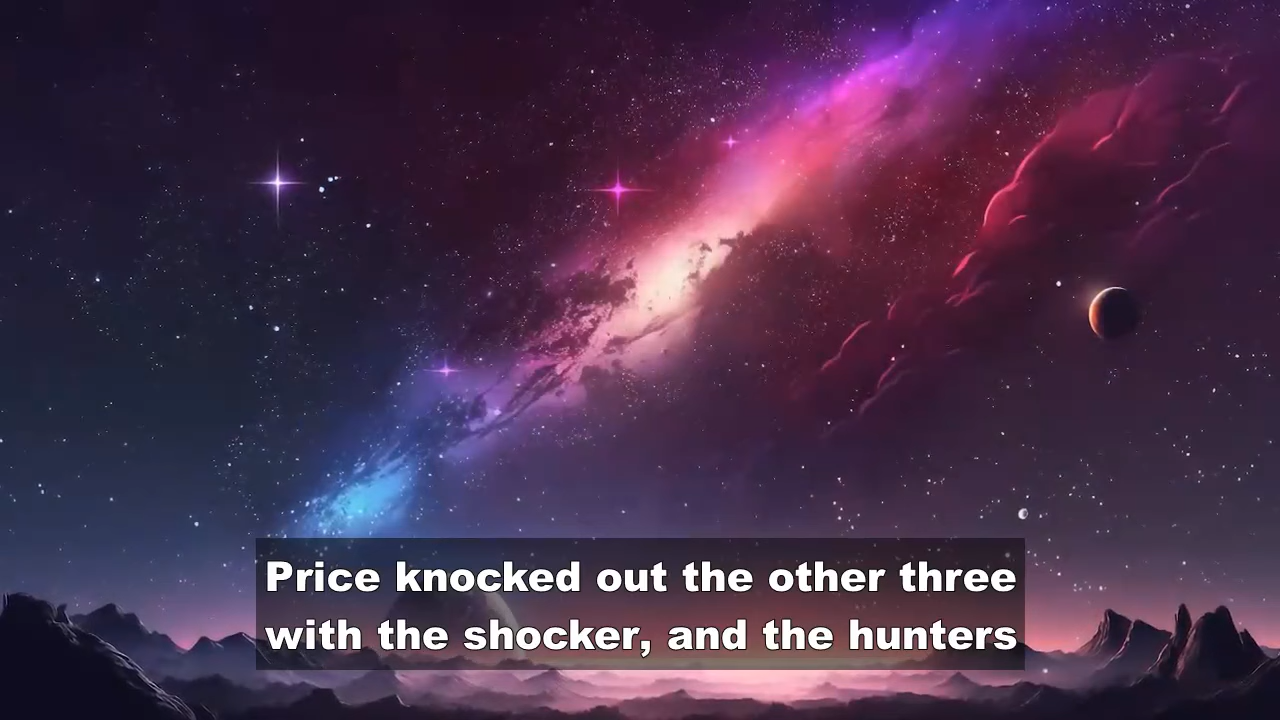 Price knocked out the other three
with the shocker, and the hunters